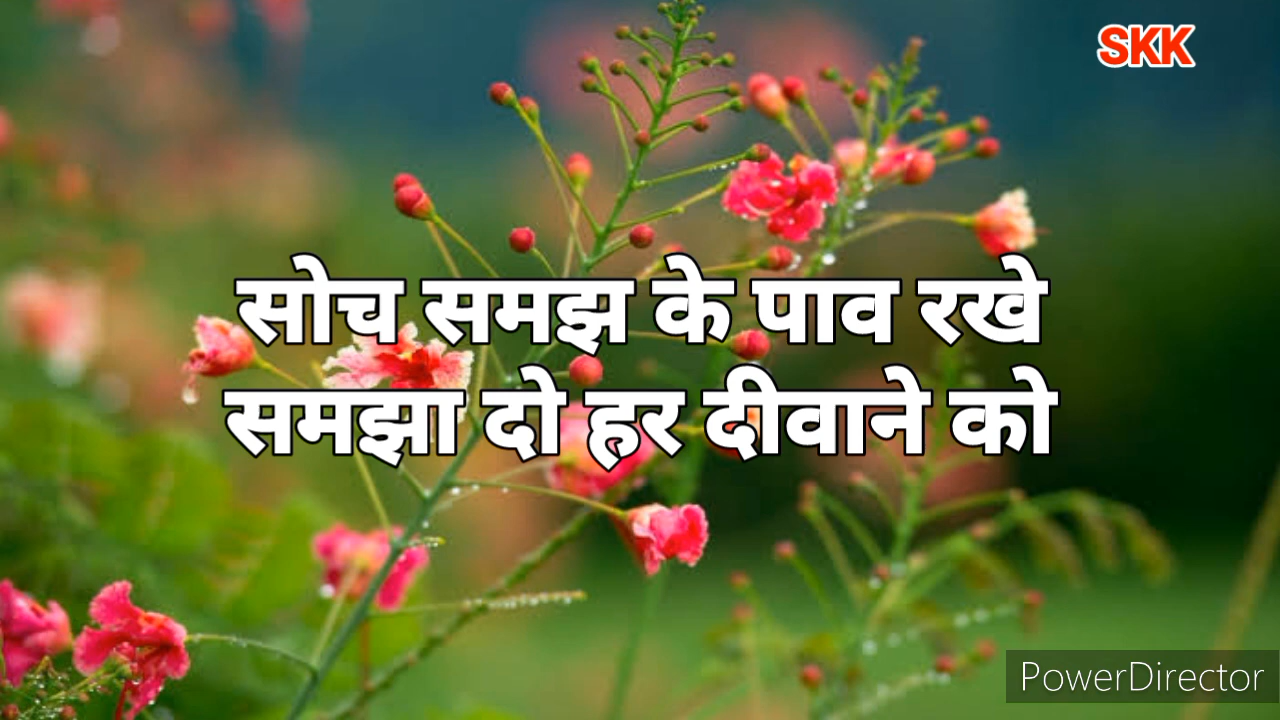 SKK
सोच समझ के पाव रखे
समझा दो हर दीवाने को
PowerDirector